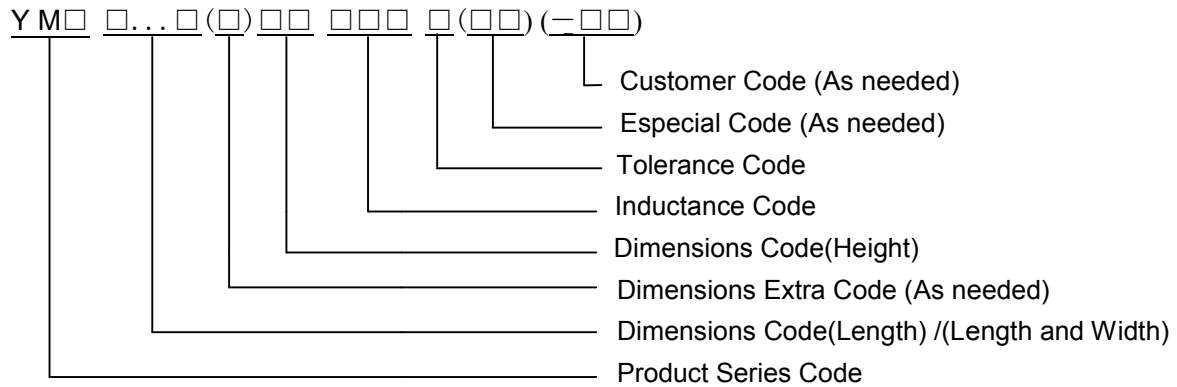 YM□ □...□(□)□□ □□□ □(□□)(-□□)
Customer Code (As needed)
Especial Code (As needed)
Tolerance Code
Inductance Code
Dimensions Code(Height)
Dimensions Extra Code (As needed)
Dimensions Code(Length) /(Length and Width)
Product Series Code